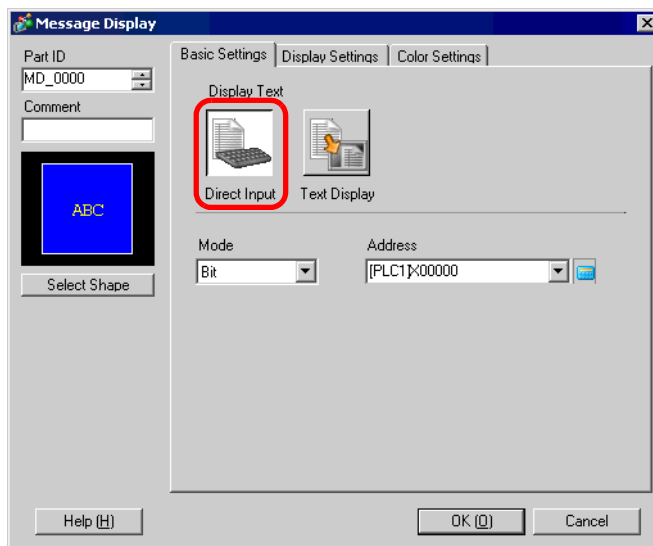 Message Display
Part ID
MD_0000
Comment
ABC
Select Shape
Basic Settings
Display Settings
Color Settings
Display Text
Direct Input
Text Display
Mode
Address
Bit
[PLC1]X00000
Help (H)
OK (O)
Cancel